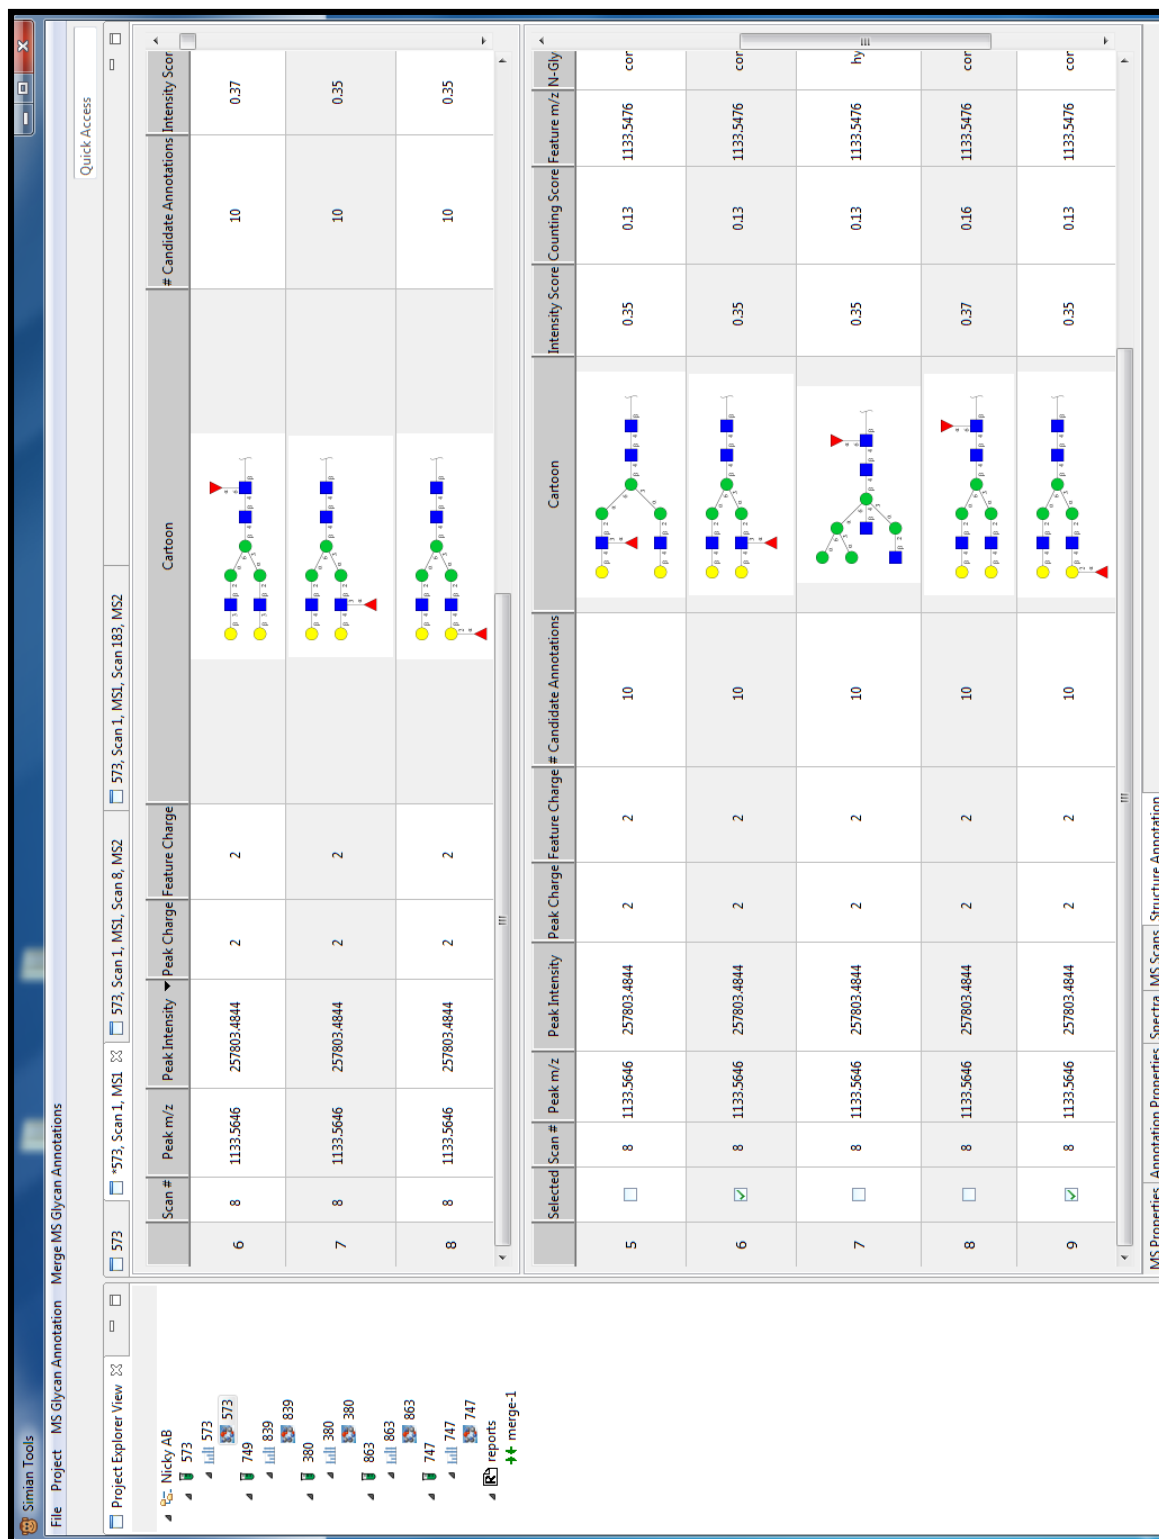 Simian Tools
File Project MS Glycan Annotation Merge MS Glycan Annotations
Quick Access
Project Explorer View
Nicky AB
573
573
573
749
839
839
380
380
380
863
863
863
747
747
747
reports
merge-1
573 *573, Scan 1, MS1 573, Scan 1, MS1, Scan 8, MS2 573, Scan 1, MS1, Scan 183, MS2
Scan # Peak m/z Peak Intensity Peak Charge Feature Charge Cartoon # Candidate Annotations Intensity Scor
6 8 1133.5646 257803.4844 2 2 10 0.37
7 8 1133.5646 257803.4844 2 2 10 0.35
8 8 1133.5646 257803.4844 2 2 10 0.35
Selected Scan # Peak m/z Peak Intensity Peak Charge Feature Charge # Candidate Annotations Cartoon Intensity Score Counting Score Feature m/z N-Gly
5 8 1133.5646 257803.4844 2 2 10 0.35 0.13 1133.5476 cor
6 8 1133.5646 257803.4844 2 2 10 0.35 0.13 1133.5476 cor
7 8 1133.5646 257803.4844 2 2 10 0.35 0.13 1133.5476 hy
8 8 1133.5646 257803.4844 2 2 10 0.37 0.16 1133.5476 cor
9 8 1133.5646 257803.4844 2 2 10 0.35 0.13 1133.5476 cor
MS Properties Annotation Properties Spectra MS Scans Structure Annotation